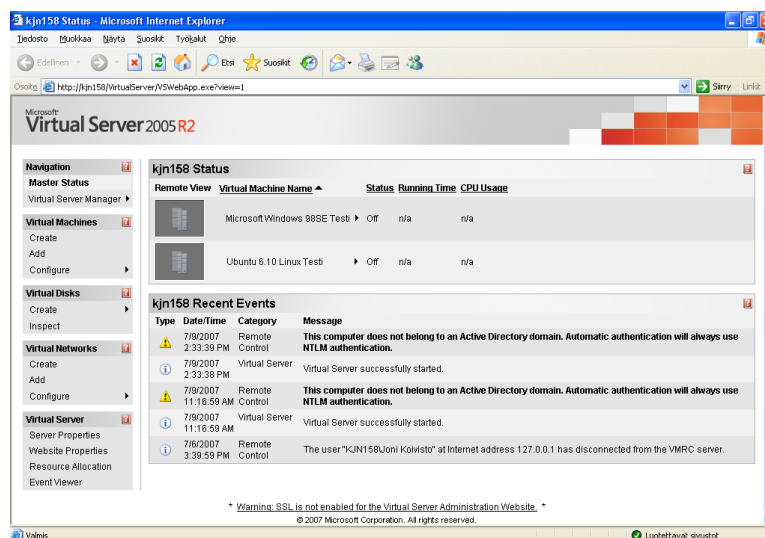 kjn158 Status - Microsoft Internet Explorer
Tiedosto Muokkaa Näytä Suosikit Työkalut Ohje
Edellinen Etsi Suosikit
Osoite http://kjn158/VirtualServer/VSWebApp.exe?view=1 Siirry Linkit
Microsoft
Virtual Server 2005 R2
Navigation
Master Status
Virtual Server Manager
Virtual Machines
Create
Add
Configure
Virtual Disks
Create
Inspect
Virtual Networks
Create
Add
Configure
Virtual Server
Server Properties
Website Properties
Resource Allocation
Event Viewer
kjn158 Status
Remote View Virtual Machine Name Status Running Time CPU Usage
Microsoft Windows 98SE Testi Off n/a n/a
Ubuntu 6.10 Linux Testi Off n/a n/a
kjn158 Recent Events
Type Date/Time Category Message
7/9/2007 2:33:39 PM Remote Control This computer does not belong to an Active Directory domain. Automatic authentication will always use NTLM authentication.
7/9/2007 2:33:38 PM Virtual Server Virtual Server successfully started.
7/9/2007 11:16:59 AM Remote Control This computer does not belong to an Active Directory domain. Automatic authentication will always use NTLM authentication.
7/9/2007 11:16:59 AM Virtual Server Virtual Server successfully started.
7/6/2007 3:39:59 PM Remote Control The user "KJN158\Joni Koivisto" at Internet address 127.0.0.1 has disconnected from the VMRC server.
* Warning: SSL is not enabled for the Virtual Server Administration Website. *
© 2007 Microsoft Corporation. All rights reserved.
Valmis Luotettavat sivustot